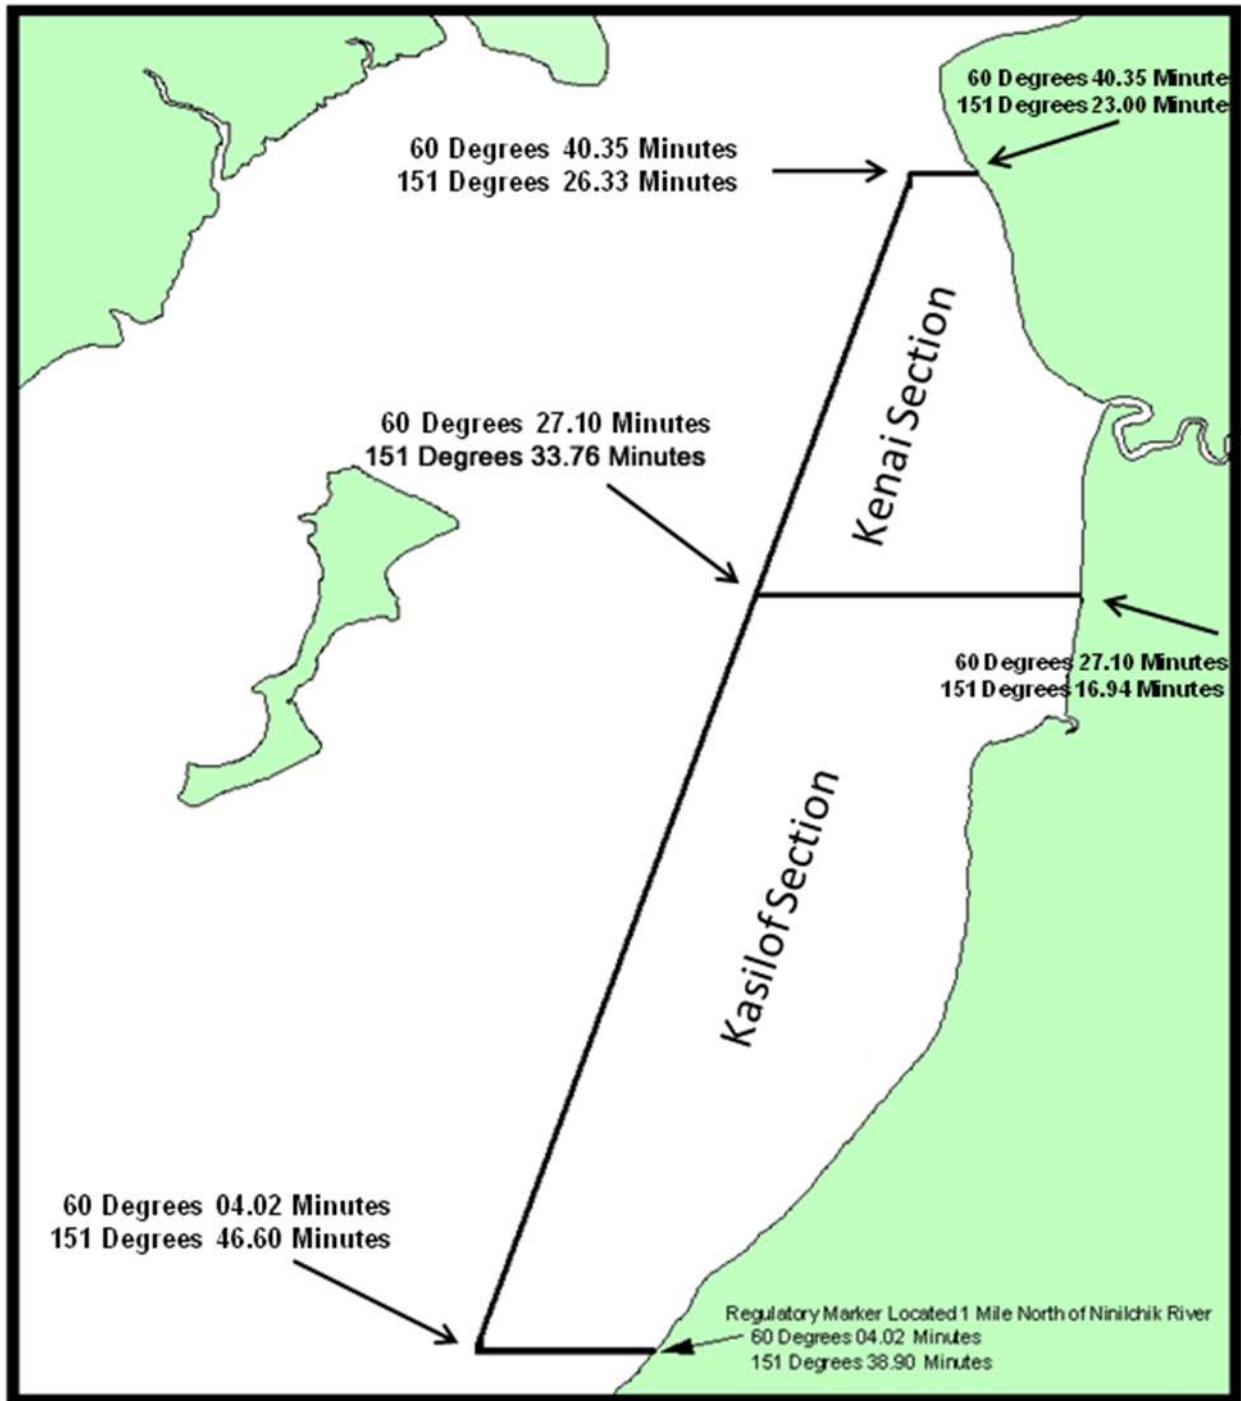 60 Degrees 40.35 Minute
151 Degrees 23.00 Minute
60 Degrees 40.35 Minutes
151 Degrees 26.33 Minutes
Kenai Section
60 Degrees 27.10 Minutes
151 Degrees 33.76 Minutes
60 Degrees 27.10 Minutes
151 Degrees 16.94 Minutes
Kasilof Section
60 Degrees 04.02 Minutes
151 Degrees 46.60 Minutes
Regulatory Marker Located 1 Mile North of Ninilchik River
60 Degrees 04.02 Minutes
151 Degrees 38.90 Minutes